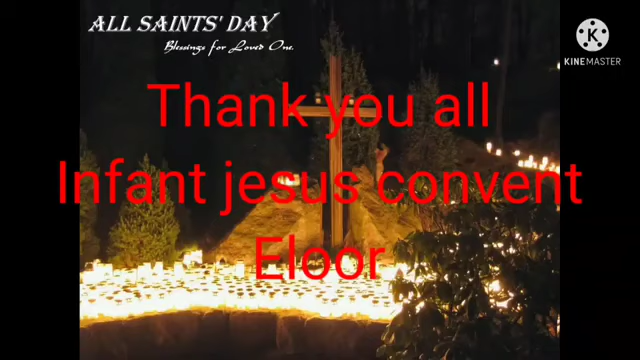 ALL SAINTS' DAY
Blessings for Loved One.
K
KINEMASTER
Thank you all
Infant jesus convent
Eloor